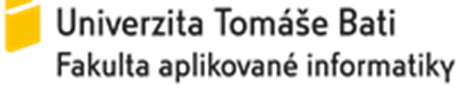 Univerzita Tomáše Bati
Fakulta aplikované informatiky